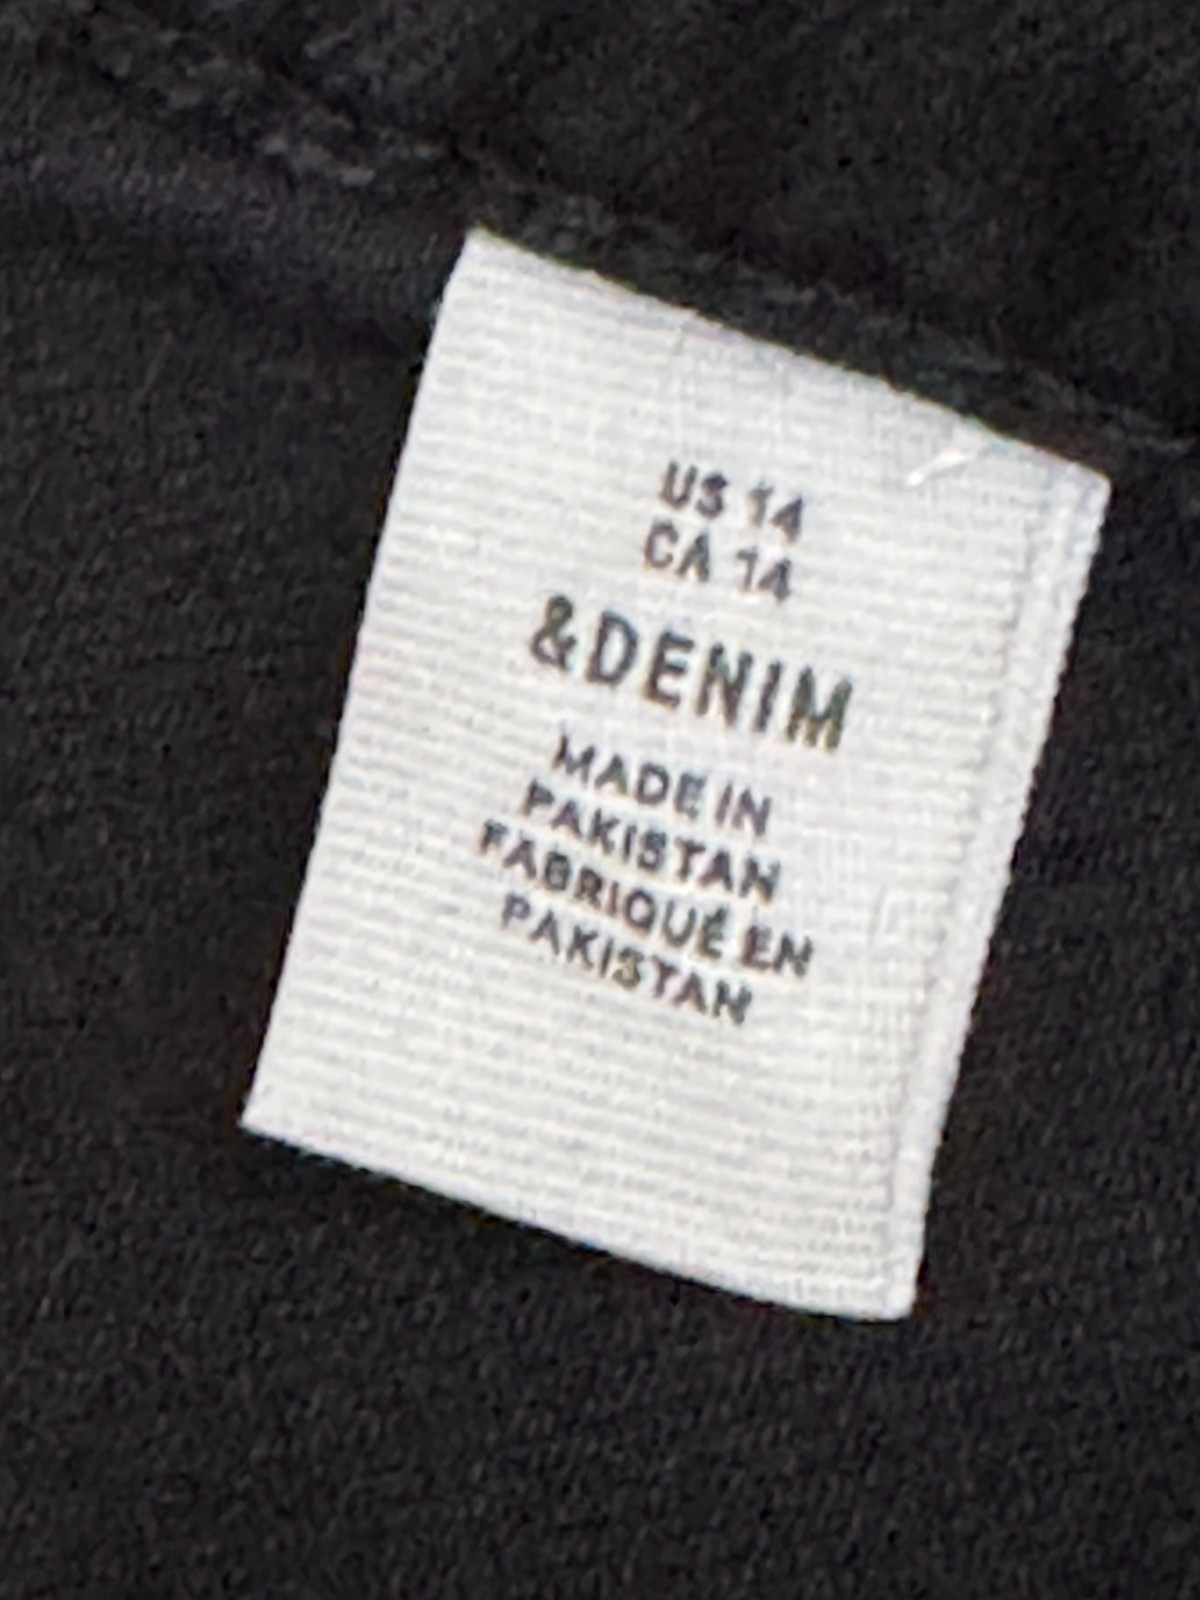 US 14
CA 14
&DENIM
MADE IN
PAKISTAN
FABRIQUÉ EN
PAKISTAN